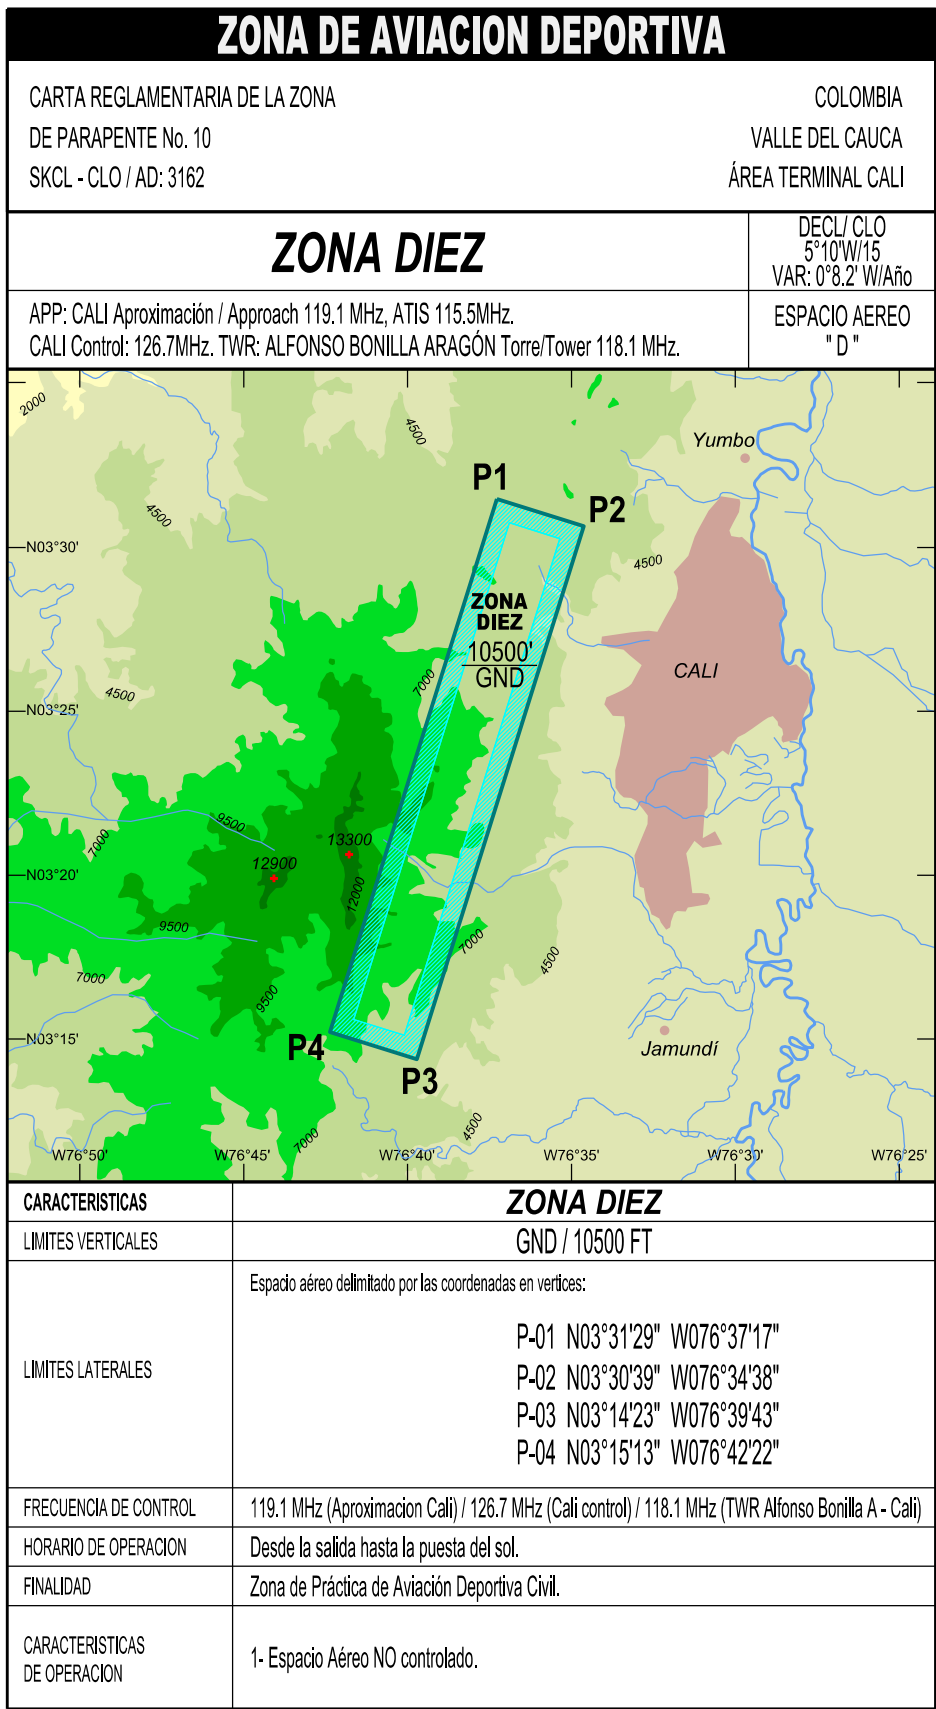 ZONA DE AVIACION DEPORTIVA
CARTA REGLAMENTARIA DE LA ZONA
DE PARAPENTE No. 10
SKCL - CLO / AD: 3162
COLOMBIA
VALLE DEL CAUCA
ÁREA TERMINAL CALI
ZONA DIEZ
DECL/ CLO
5°10'W/15
VAR: 0°8.2' W/Año
APP: CALI Aproximación / Approach 119.1 MHz, ATIS 115.5MHz.
CALI Control: 126.7MHz. TWR: ALFONSO BONILLA ARAGÓN Torre/Tower 118.1 MHz.
ESPACIO AEREO
" D "
2000
4500
Yumbo
P1
P2
4500
N03°30'
4500
ZONA
DIEZ
10500'
GND
CALI
7000
4500
N03°25'
9500
7000
13300
12900
N03°20'
12000
9500
7000
4500
7000
9500
N03°15'
P4
Jamundí
P3
4500
7000
W76°50'
W76°45'
W76°40'
W76°35'
W76°30'
W76°25'
CARACTERISTICAS
ZONA DIEZ
LIMITES VERTICALES
GND / 10500 FT
LIMITES LATERALES
Espacio aéreo delimitado por las coordenadas en vertices:
P-01 N03°31'29" W076°37'17"
P-02 N03°30'39" W076°34'38"
P-03 N03°14'23" W076°39'43"
P-04 N03°15'13" W076°42'22"
FRECUENCIA DE CONTROL
119.1 MHz (Aproximacion Cali) / 126.7 MHz (Cali control) / 118.1 MHz (TWR Alfonso Bonilla A - Cali)
HORARIO DE OPERACION
Desde la salida hasta la puesta del sol.
FINALIDAD
Zona de Práctica de Aviación Deportiva Civil.
CARACTERISTICAS
DE OPERACION
1- Espacio Aéreo NO controlado.